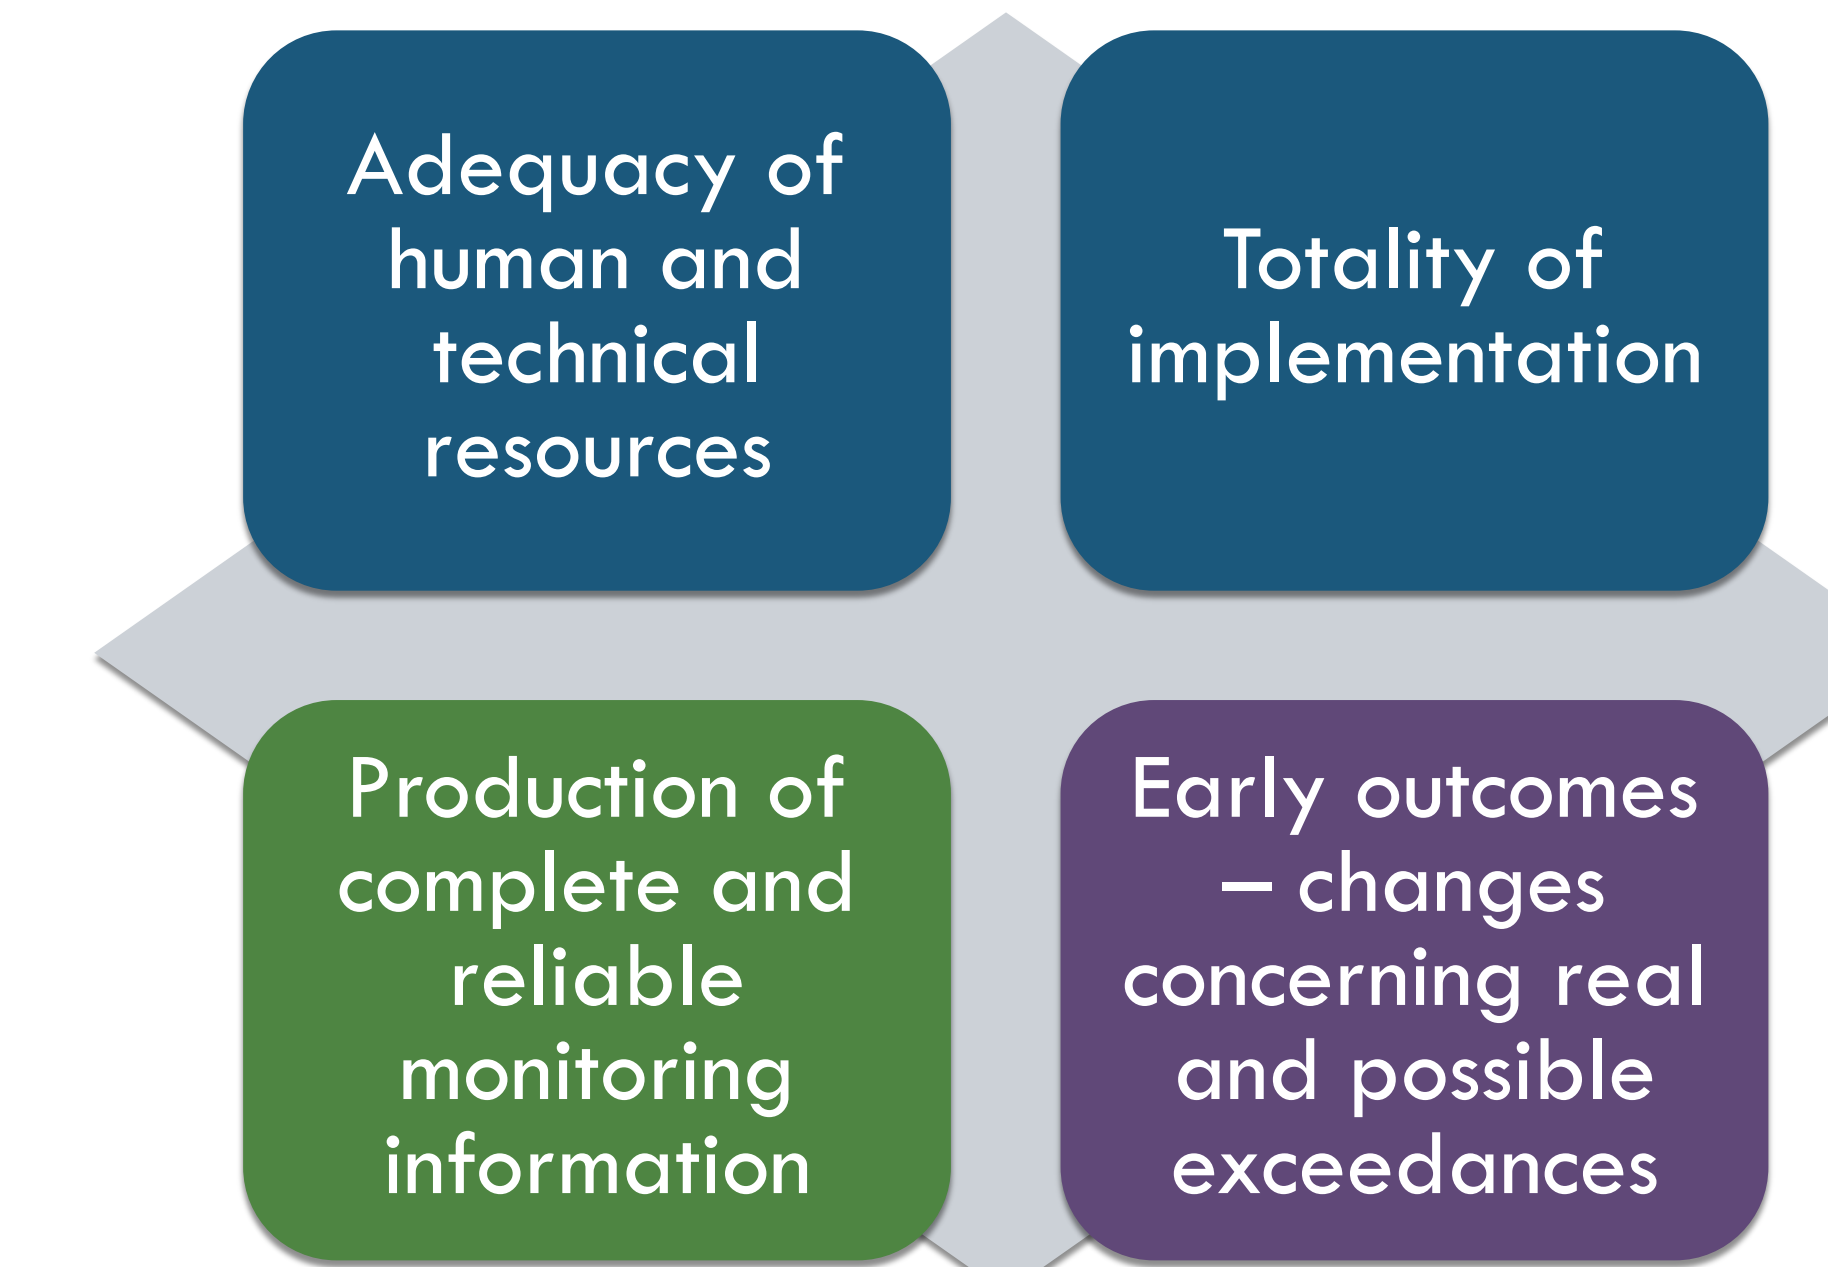 Adequacy of
human and
technical
resources
Totality of
implementation
Production of
complete and
reliable
monitoring
information
Early outcomes
– changes
concerning real
and possible
exceedances